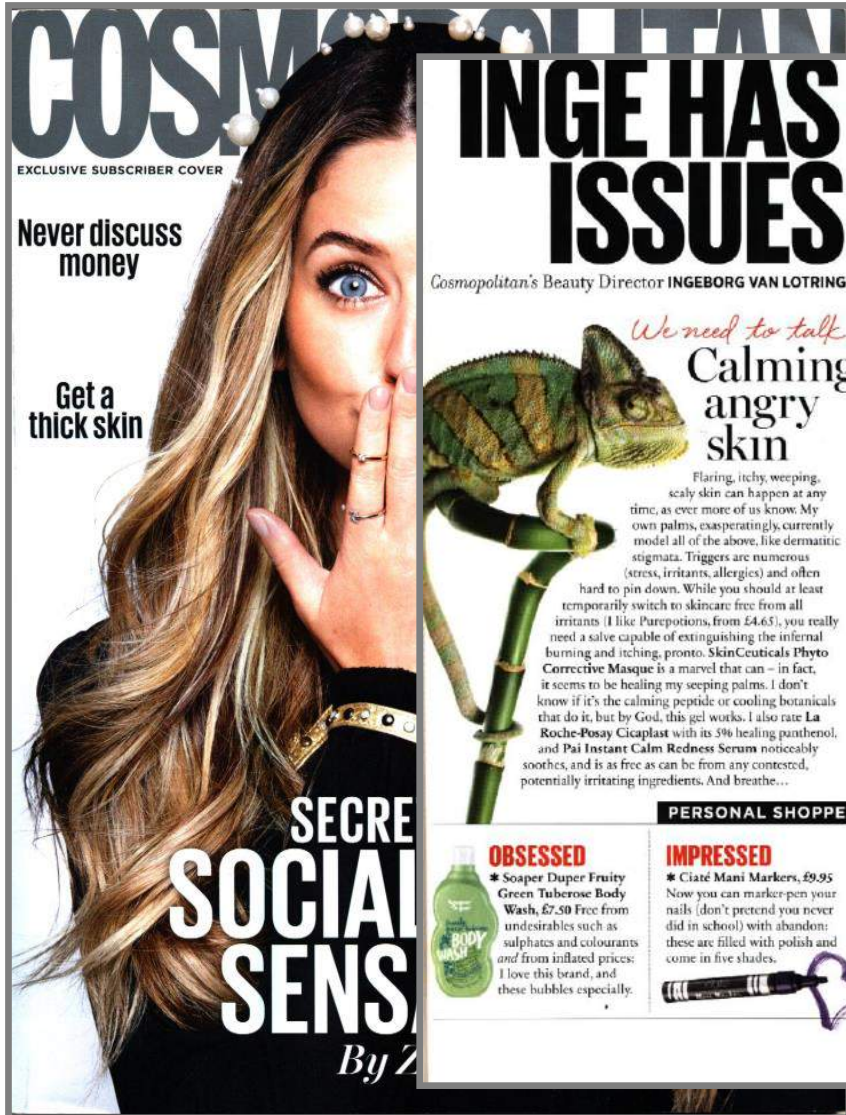 COSMOPOLITAN
EXCLUSIVE SUBSCRIBER COVER
Never discuss
money
Get a
thick skin
SECRE
SOCIAL
SENSA
By Z
INGE HAS
ISSUES
Cosmopolitan's Beauty Director INGEBORG VAN LOTRING
We need to talk
Calming
angry
skin
Flaring, itchy, weeping,
scaly skin can happen at any
time, as ever more of us know. My
own palms, exasperatingly, currently
model all of the above, like dermatitic
stigmata. Triggers are numerous
(stress, irritants, allergies) and often
hard to pin down. While you should at least
temporarily switch to skincare free from all
irritants (I like Purepotions, from £4.65), you really
need a salve capable of extinguishing the infernal
burning and itching, pronto. SkinCeuticals Phyto
Corrective Masque is a marvel that can – in fact,
it seems to be healing my seeping palms. I don't
know if it's the calming peptide or cooling botanicals
that do it, but by God, this gel works. I also rate La
Roche-Posay Cicaplast with its 5% healing panthenol,
and Pai Instant Calm Redness Serum noticeably
soothes, and is as free as can be from any contested,
potentially irritating ingredients. And breathe...
PERSONAL SHOPPE
OBSESSED
* Soaper Duper Fruity
Green Tuberose Body
Wash, £7.50 Free from
undesirables such as
sulphates and colourants
and from inflated prices:
I love this brand, and
these bubbles especially.
BODY
WASH
IMPRESSED
* Ciaté Mani Markers, £9.95
Now you can marker-pen your
nails (don't pretend you never
did in school) with abandon:
these are filled with polish and
come in five shades.